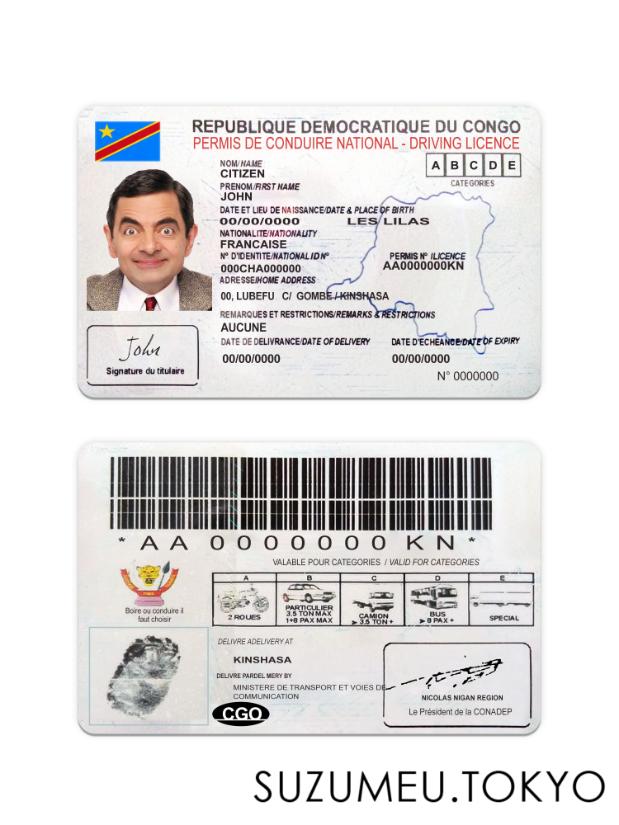 REPUBLIQUE DEMOCRATIQUE DU CONGO
PERMIS DE CONDUIRE NATIONAL - DRIVING LICENCE
NOM/NAME
CITIZEN
A B C D E
CATEGORIES
PRENOM/FIRST NAME
JOHN
DATE ET LIEU DE NAISSANCE/DATE & PLACE OF BIRTH
00/00/0000 LES LILAS
NATIONALITE/NATIONALITY
FRANCAISE
N° D'IDENTITE/NATIONAL ID N° PERMIS N° /LICENCE
000CHA000000 AA0000000KN
ADRESSE/HOME ADDRESS
00, LUBEFU C/ GOMBE/KINSHASA
REMARQUES ET RESTRICTIONS/REMARKS & RESTRICTIONS
AUCUNE
DATE DE DELIVRANCE/DATE OF DELIVERY DATE D'ECHEANCE/DATE OF EXPIRY
00/00/0000 00/00/0000
John
Signature du titulaire
N° 0000000
* AA 0000000 KN *
VALABLE POUR CATEGORIES / VALID FOR CATEGORIES
A B C D E
2 ROUES
PARTICULIER
3.5 TON MAX
1+8 PAX MAX
CAMION
> 3.5 TON +
BUS
> 8 PAX +
SPECIAL
Boire ou conduire il
faut choisir
DELIVRE A/DELIVERY AT
KINSHASA
DELIVRE PAR/DEL MERY BY
MINISTERE DE TRANSPORT ET VOIES DE
COMMUNICATION
CGO
NICOLAS NIGAN REGION
Le Président de la CONADEP
SUZUMEU.TOKYO